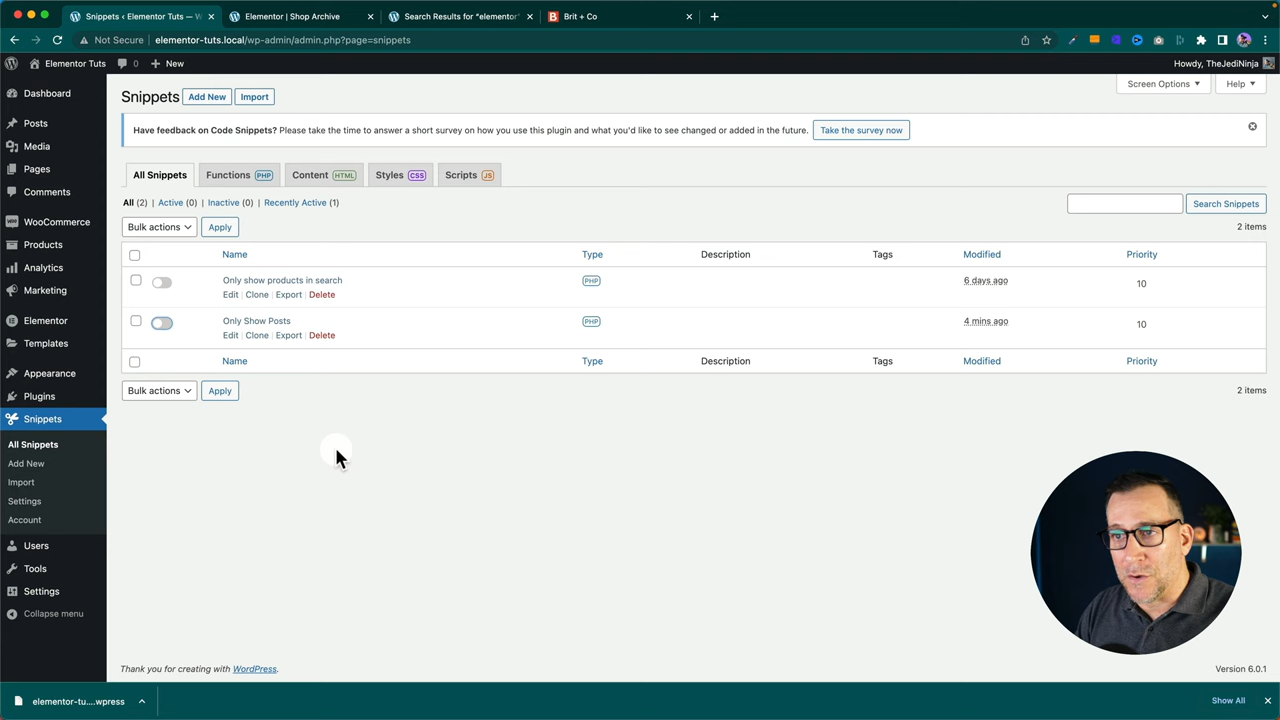 Snippets ‹ Elementor Tuts — W
Elementor | Shop Archive
Search Results for "elementor"
Brit + Co
Not Secure
elementor-tuts.local/wp-admin/admin.php?page=snippets
Elementor Tuts
0
New
Howdy, TheJediNinja
Dashboard
Posts
Media
Pages
Comments
WooCommerce
Products
Analytics
Marketing
Elementor
Templates
Appearance
Plugins
Snippets
All Snippets
Add New
Import
Settings
Account
Users
Tools
Settings
Collapse menu
Snippets
Add New
Import
Screen Options
Help
Have feedback on Code Snippets? Please take the time to answer a short survey on how you use this plugin and what you'd like to see changed or added in the future.
Take the survey now
All Snippets
Functions PHP
Content HTML
Styles CSS
Scripts JS
All (2) | Active (0) | Inactive (0) | Recently Active (1)
Search Snippets
Bulk actions
Apply
2 items
Name Type Description Tags Modified Priority
Only show products in search PHP 6 days ago 10
Edit | Clone | Export | Delete
Only Show Posts PHP 4 mins ago 10
Edit | Clone | Export | Delete
Name Type Description Tags Modified Priority
Bulk actions
Apply
2 items
Thank you for creating with WordPress.
Version 6.0.1
elementor-tu....wpress
Show All